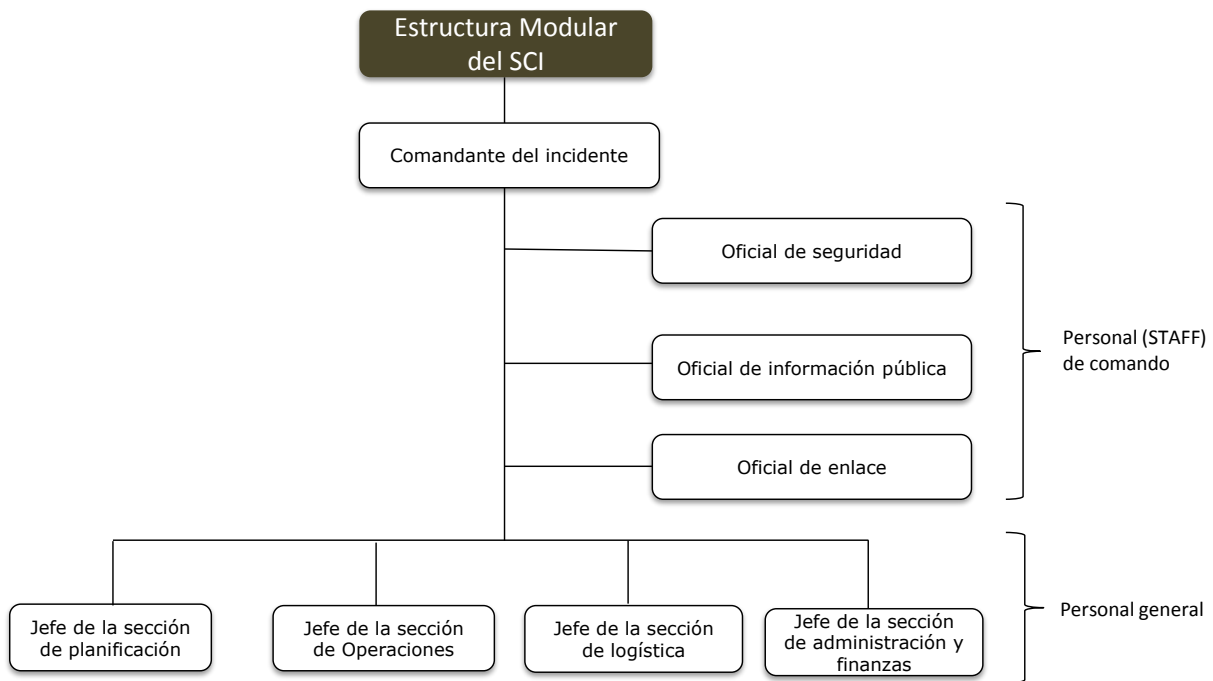 Estructura Modular
del SCI
Comandante del incidente
Oficial de seguridad
Oficial de información pública
Oficial de enlace
Personal (STAFF)
de comando
Jefe de la sección
de planificación
Jefe de la sección
de Operaciones
Jefe de la sección
de logística
Jefe de la sección
de administración y
finanzas
Personal general